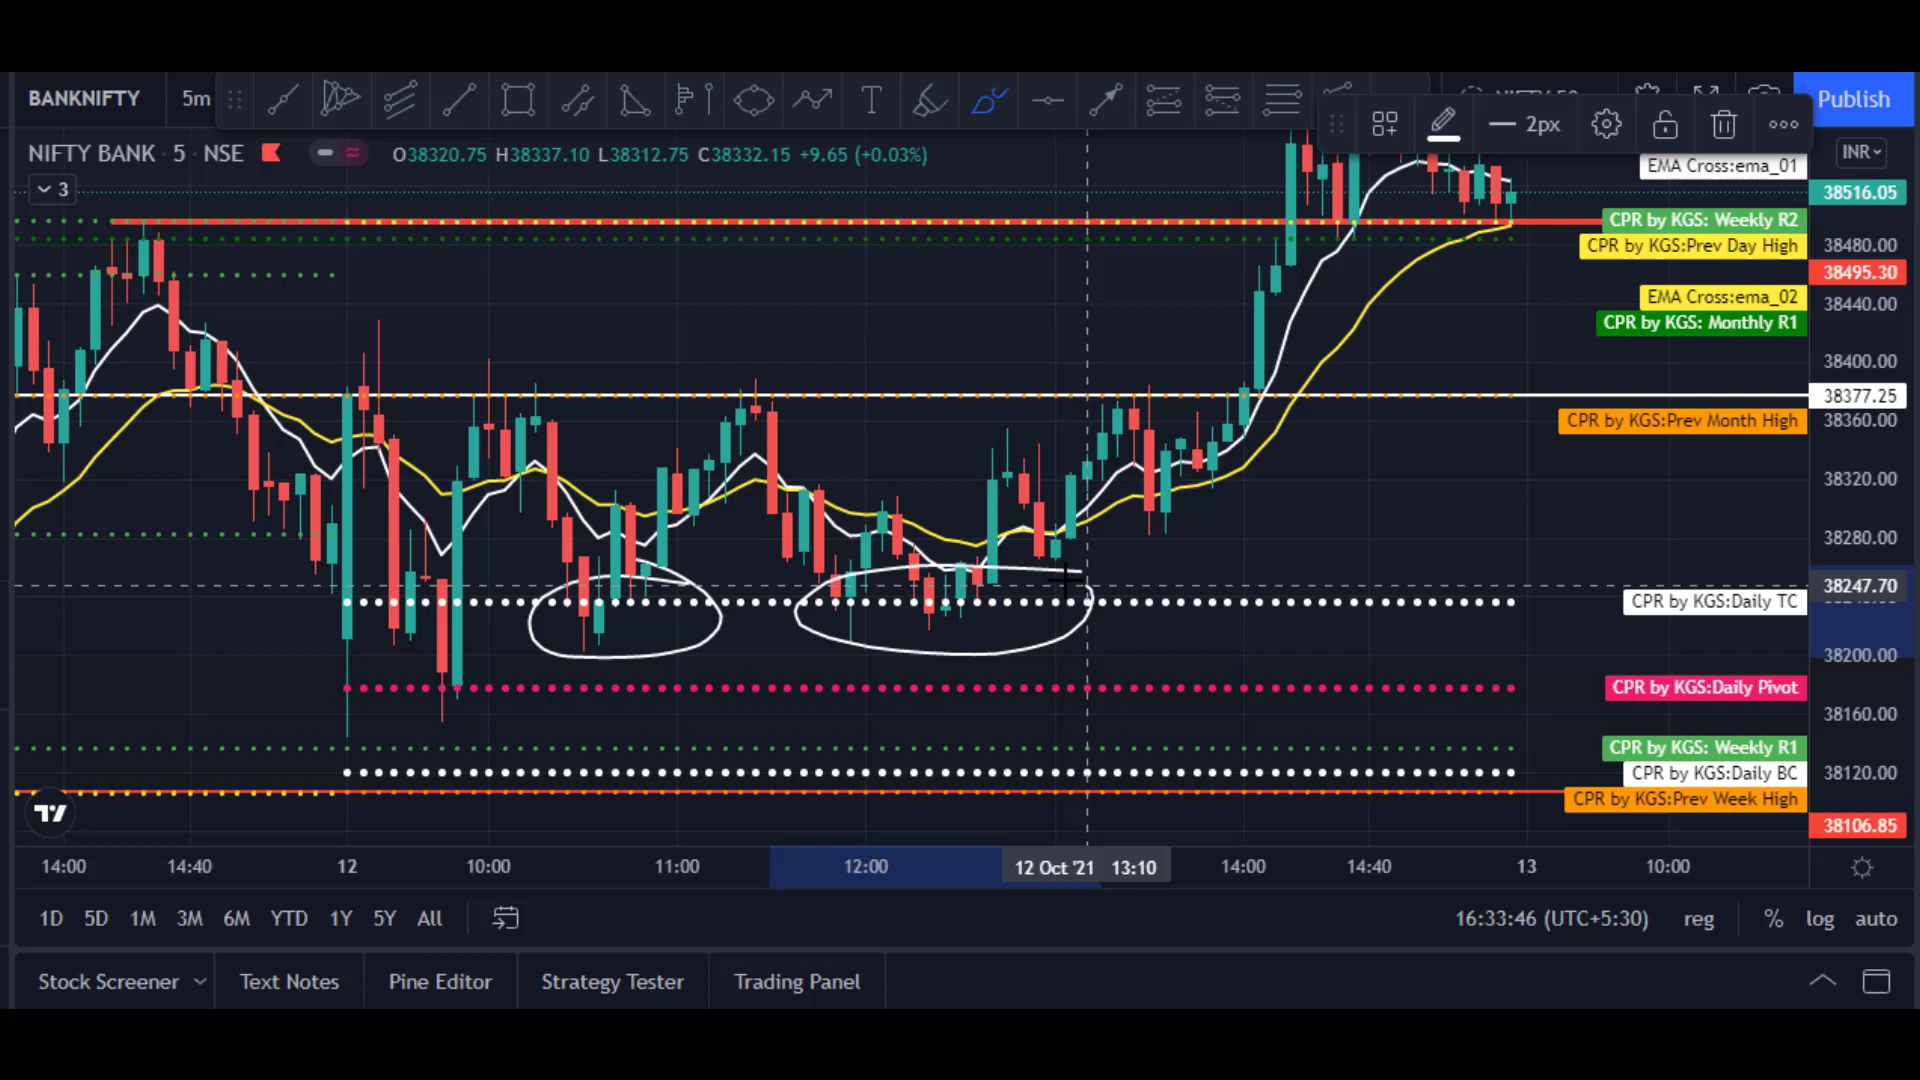 BANKNIFTY 5m NIFTY 50 Publish
2px
NIFTY BANK · 5 · NSE O38320.75 H38337.10 L38312.75 C38332.15 +9.65 (+0.03%) INR
EMA Cross:ema_01
3
38516.05
CPR by KGS: Weekly R2
CPR by KGS:Prev Day High 38480.00
38495.30
EMA Cross:ema_02 38440.00
CPR by KGS: Monthly R1
38400.00
38377.25
CPR by KGS:Prev Month High 38360.00
38320.00
38280.00
38247.70
CPR by KGS:Daily TC
38200.00
CPR by KGS:Daily Pivot
38160.00
CPR by KGS: Weekly R1
CPR by KGS:Daily BC 38120.00
CPR by KGS:Prev Week High
38106.85
14:00 14:40 12 10:00 11:00 12:00 12 Oct '21 13:10 14:00 14:40 13 10:00
1D 5D 1M 3M 6M YTD 1Y 5Y All 16:33:46 (UTC+5:30) reg % log auto
Stock Screener Text Notes Pine Editor Strategy Tester Trading Panel